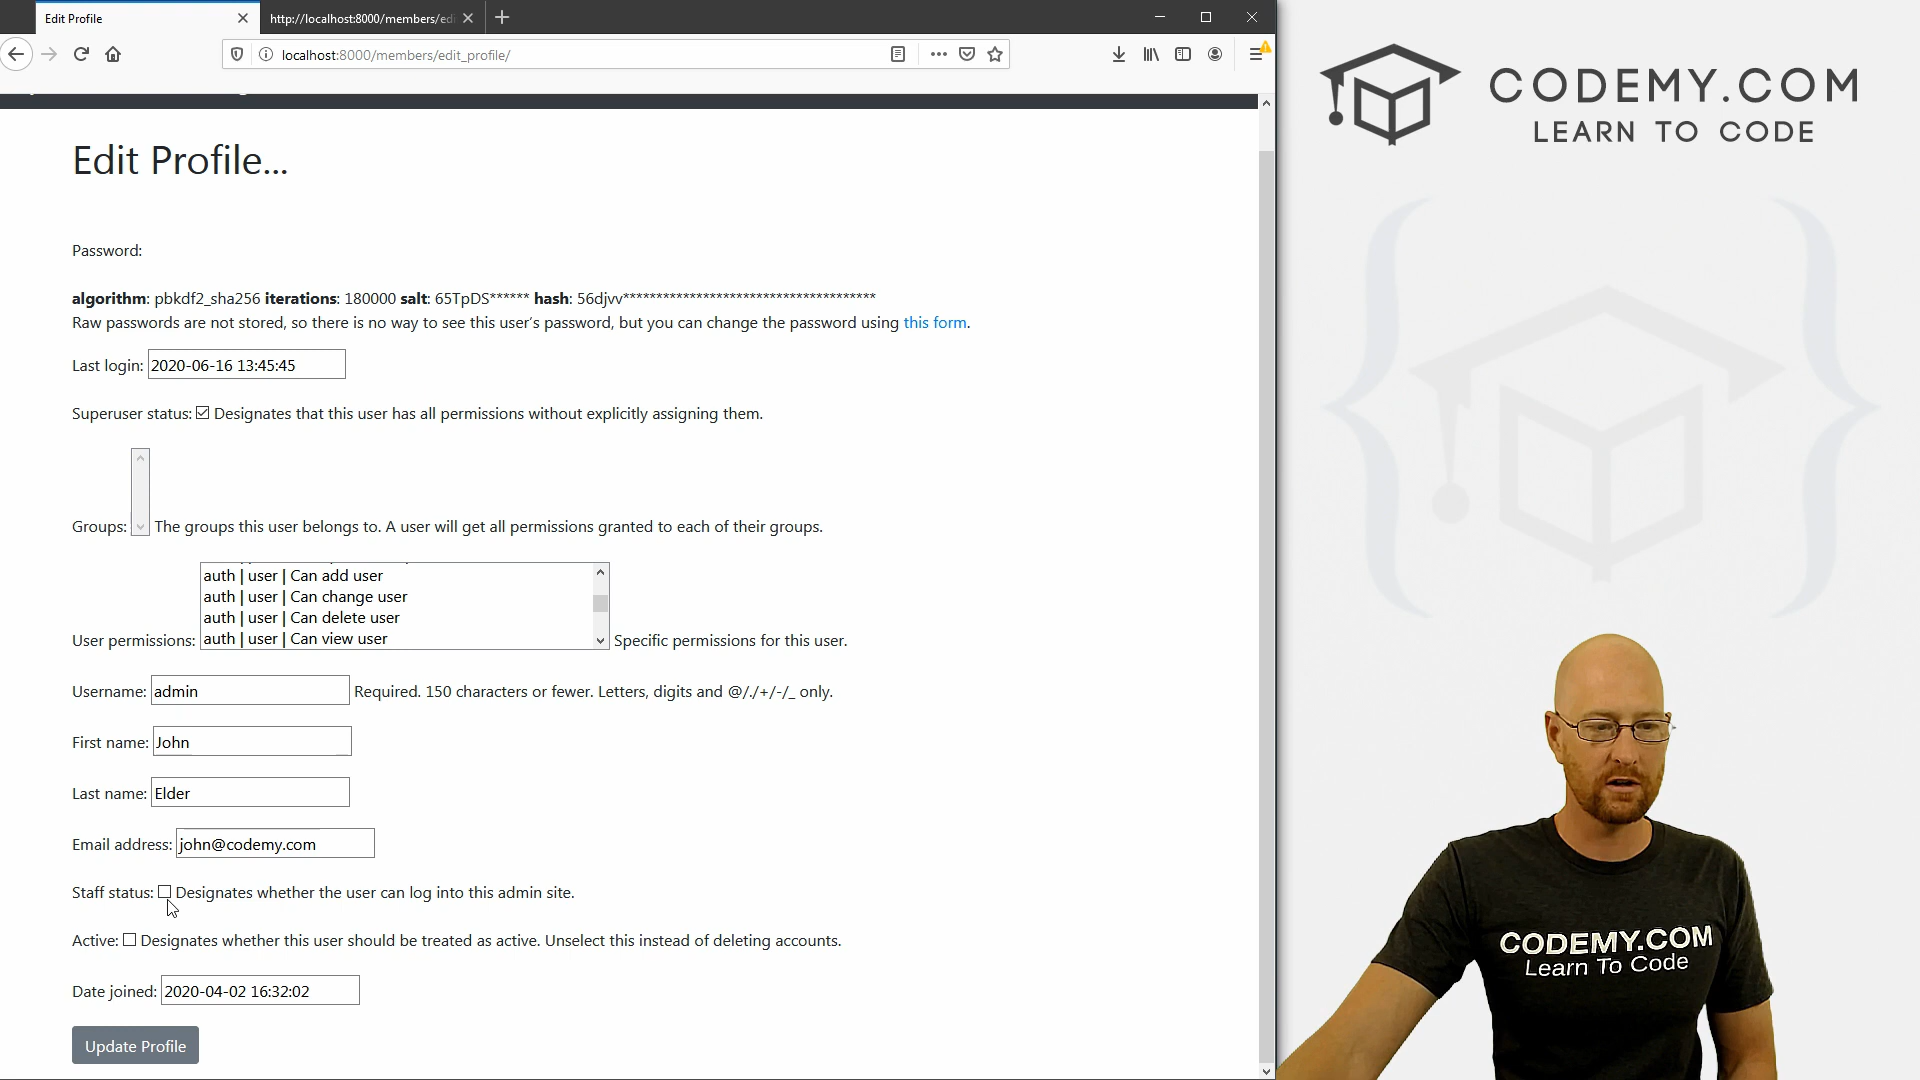 Edit Profile
http://localhost:8000/members/edi
localhost:8000/members/edit_profile/
Edit Profile...
Password:
algorithm: pbkdf2_sha256 iterations: 180000 salt: 65TpDS****** hash: 56djvv**************************************
Raw passwords are not stored, so there is no way to see this user's password, but you can change the password using this form.
Last login: 2020-06-16 13:45:45
Superuser status: Designates that this user has all permissions without explicitly assigning them.
Groups: The groups this user belongs to. A user will get all permissions granted to each of their groups.
auth | user | Can add user
auth | user | Can change user
auth | user | Can delete user
auth | user | Can view user
User permissions: Specific permissions for this user.
Username: admin Required. 150 characters or fewer. Letters, digits and @/./+/-/_ only.
First name: John
Last name: Elder
Email address: john@codemy.com
Staff status: Designates whether the user can log into this admin site.
Active: Designates whether this user should be treated as active. Unselect this instead of deleting accounts.
Date joined: 2020-04-02 16:32:02
Update Profile
CODEMY.COM
LEARN TO CODE
CODEMY.COM
Learn To Code